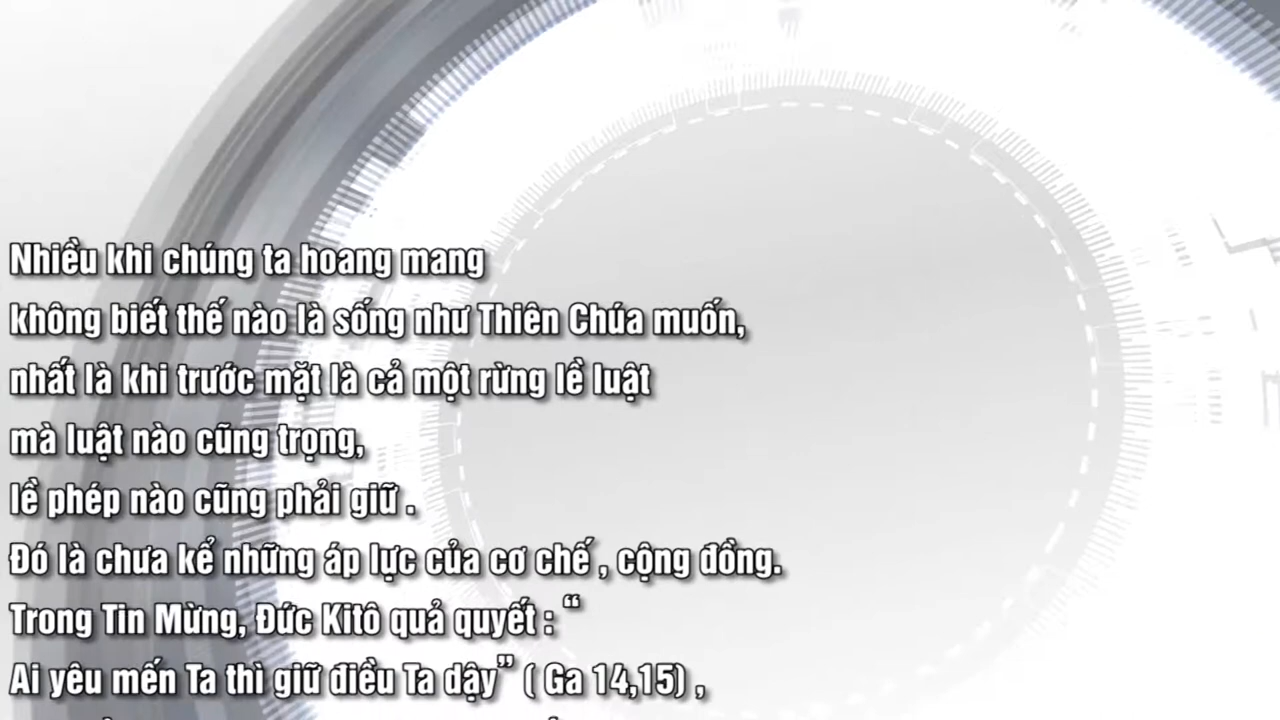 Nhiều khi chúng ta hoang mang
không biết thế nào là sống như Thiên Chúa muốn,
nhất là khi trước mặt là cả một rừng lề luật
mà luật nào cũng trọng,
lề phép nào cũng phải giữ .
Đó là chưa kể những áp lực của cơ chế , cộng đồng.
Trong Tin Mừng, Đức Kitô quả quyết : “
Ai yêu mến Ta thì giữ điều Ta dậy” ( Ga 14,15) ,